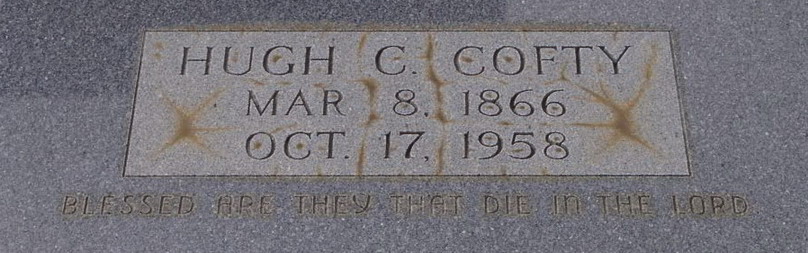 HUGH C. COFTY
MAR 8, 1866
OCT. 17, 1958
BLESSED ARE THEY THAT DIE IN THE LORD